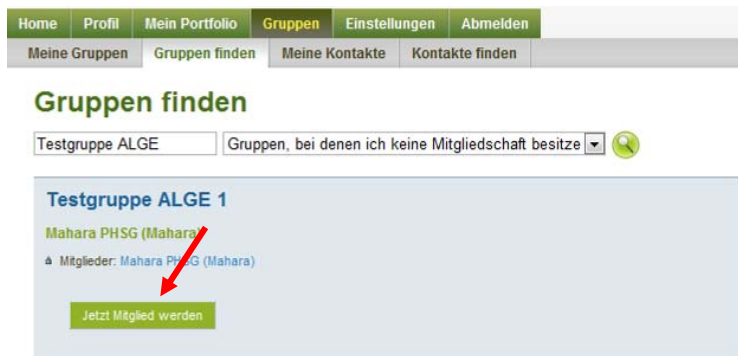 Home Profil Mein Portfolio Gruppen Einstellungen Abmelden
Meine Gruppen Gruppen finden Meine Kontakte Kontakte finden
Gruppen finden
Testgruppe ALGE Gruppen, bei denen ich keine Mitgliedschaft besitze
Testgruppe ALGE 1
Mahara PHSG (Mahara)
Mitglieder: Mahara PHSG (Mahara)
Jetzt Mitglied werden